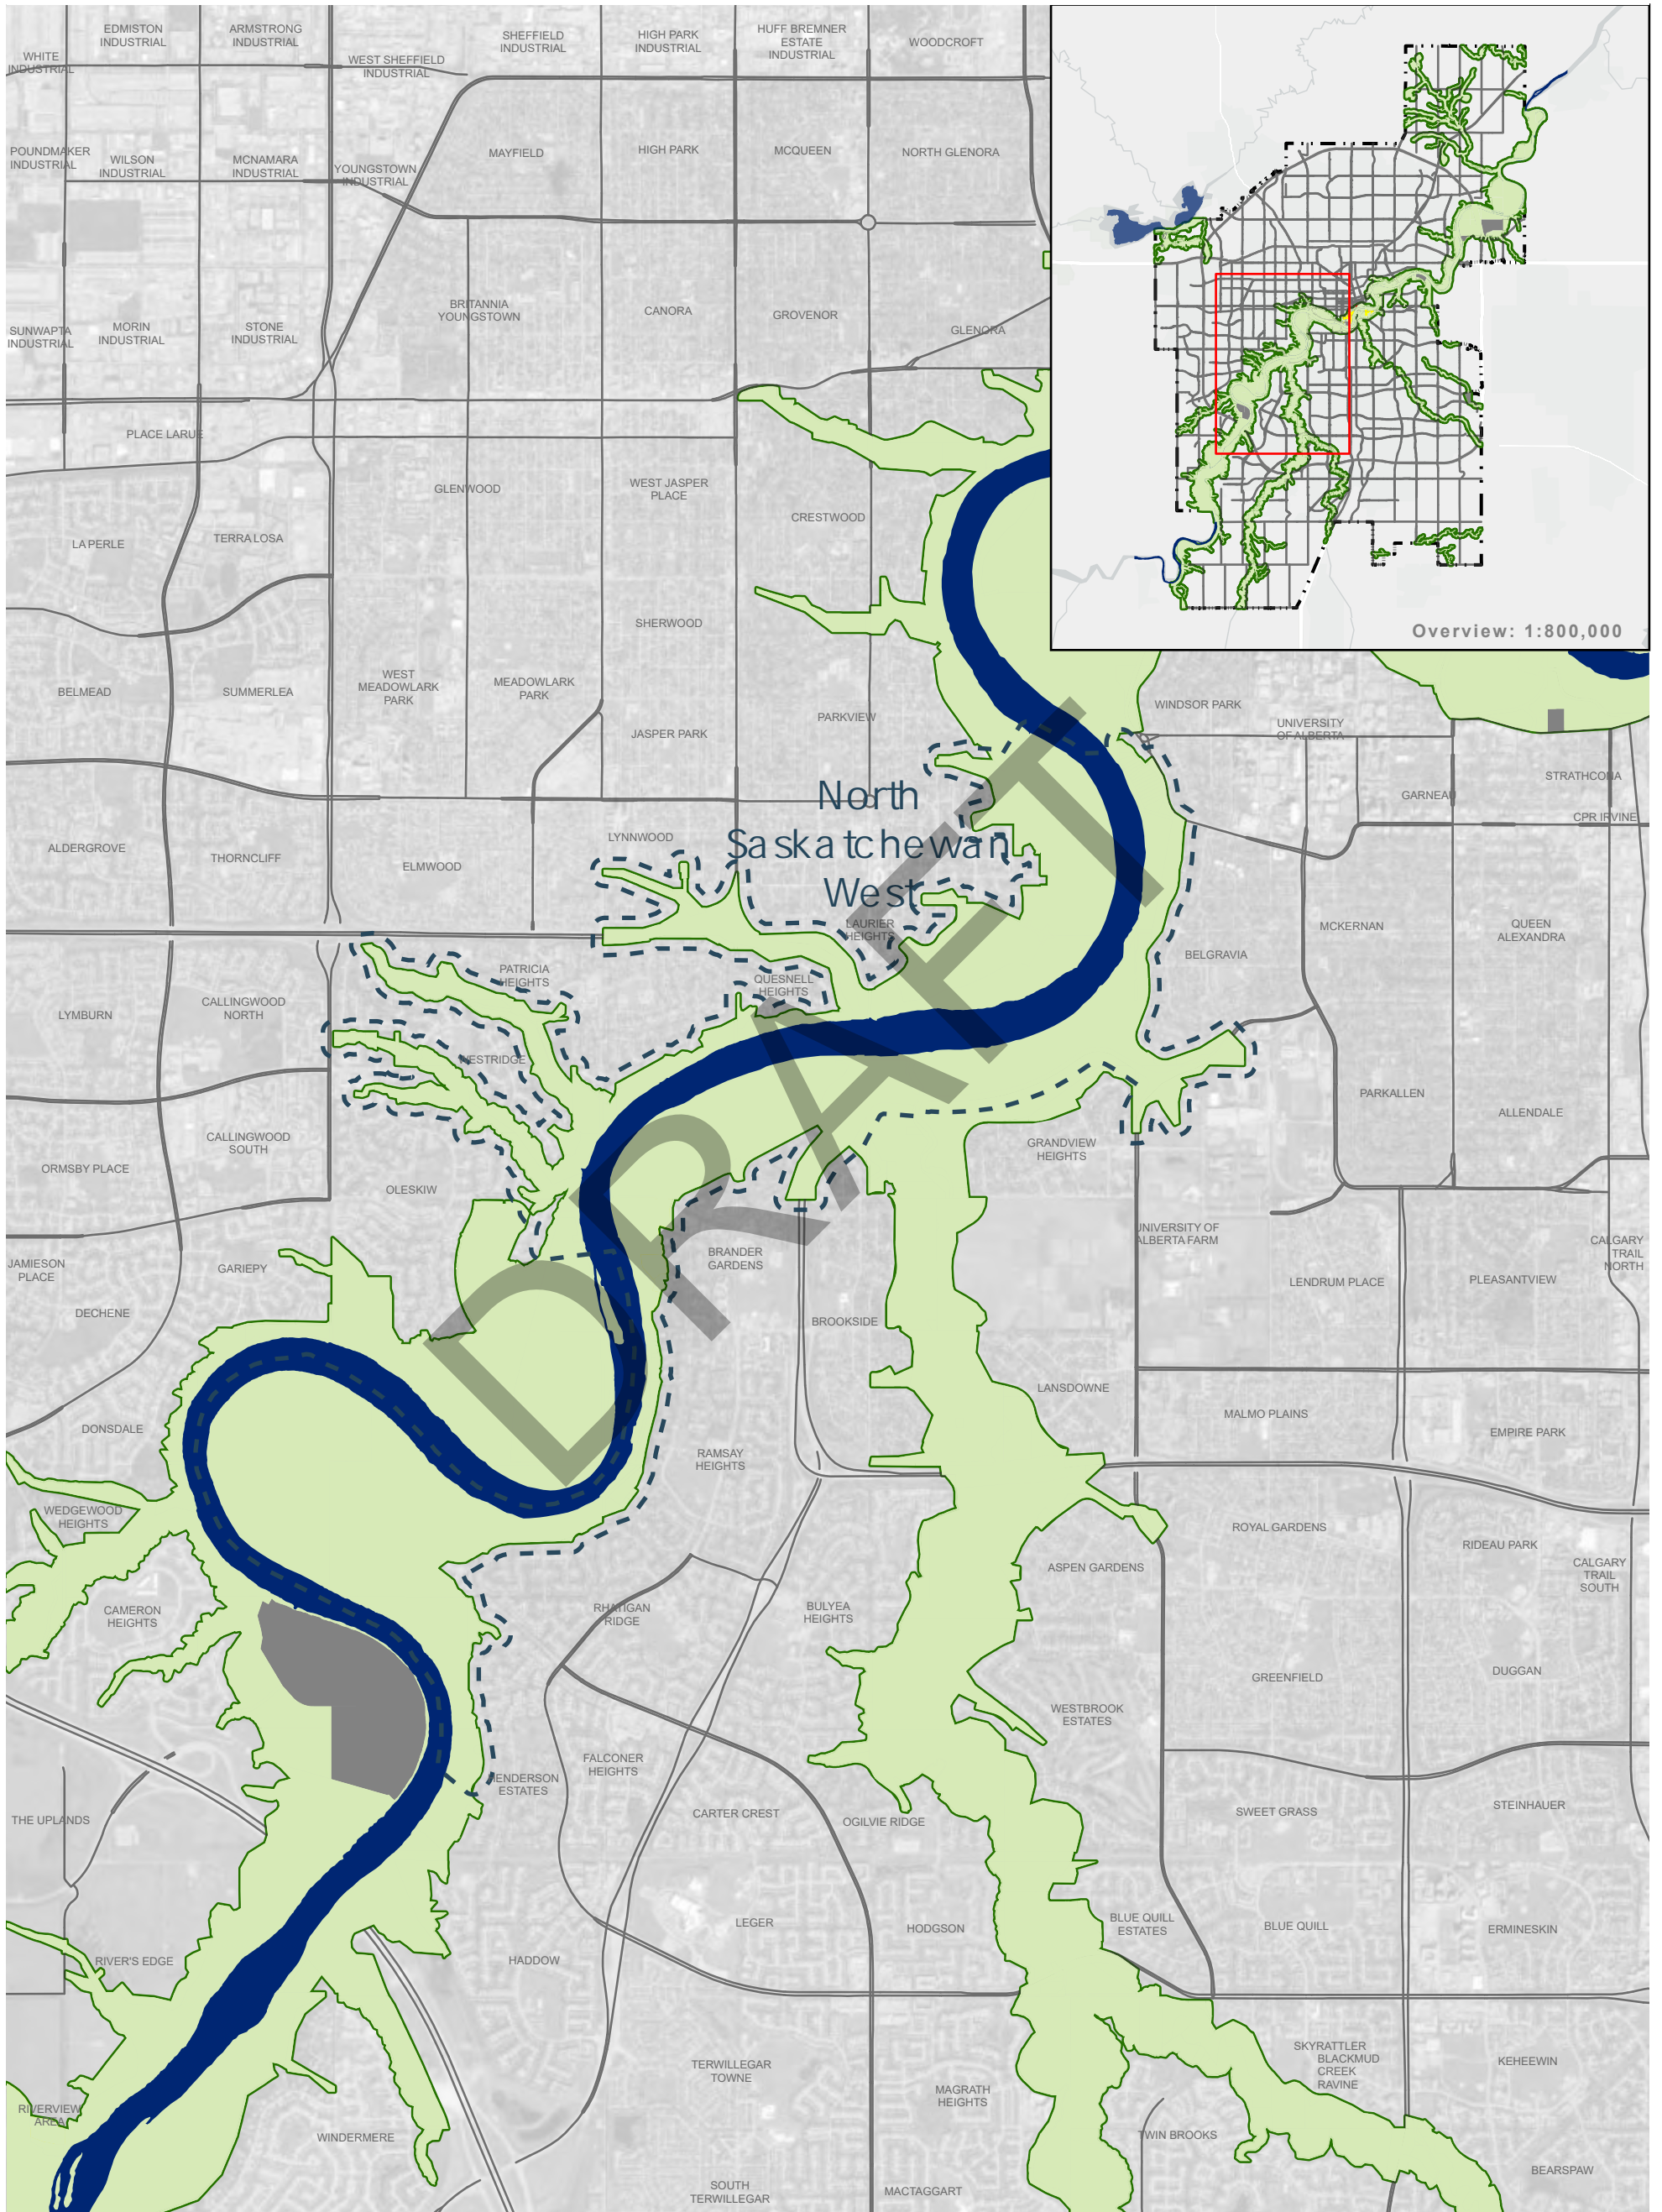 EDMISTON
INDUSTRIAL
ARMSTRONG
INDUSTRIAL
SHEFFIELD
INDUSTRIAL
HIGH PARK
INDUSTRIAL
HUFF BREMNER
ESTATE
INDUSTRIAL
WOODCROFT
WHITE
INDUSTRIAL
WEST SHEFFIELD
INDUSTRIAL
POUNDMAKER
INDUSTRIAL
WILSON
INDUSTRIAL
MCNAMARA
INDUSTRIAL
YOUNGSTOWN
INDUSTRIAL
MAYFIELD
HIGH PARK
MCQUEEN
NORTH GLENORA
SUNWAPTA
INDUSTRIAL
MORIN
INDUSTRIAL
STONE
INDUSTRIAL
BRITANNIA
YOUNGSTOWN
CANORA
GROVENOR
GLENORA
PLACE LARUE
GLENWOOD
WEST JASPER
PLACE
CRESTWOOD
LA PERLE
TERRA LOSA
SHERWOOD
Overview: 1:800,000
BELMEAD
SUMMERLEA
WEST
MEADOWLARK
PARK
MEADOWLARK
PARK
JASPER PARK
PARKVIEW
WINDSOR PARK
UNIVERSITY
OF ALBERTA
STRATHCONA
GARNEAU
CPR IRVINE
North
Saskatchewan
West
ALDERGROVE
THORNCLIFF
ELMWOOD
LYNNWOOD
LAURIER
HEIGHTS
MCKERNAN
QUEEN
ALEXANDRA
BELGRAVIA
PATRICIA
HEIGHTS
QUESNELL
HEIGHTS
LYMBURN
CALLINGWOOD
NORTH
WESTRIDGE
PARKALLEN
ALLENDALE
CALLINGWOOD
SOUTH
ORMSBY PLACE
OLESKIW
GRANDVIEW
HEIGHTS
UNIVERSITY OF
ALBERTA FARM
CALGARY
TRAIL
NORTH
JAMIESON
PLACE
GARIEPY
BRANDER
GARDENS
LENDRUM PLACE
PLEASANTVIEW
DECHENE
BROOKSIDE
LANSDOWNE
MALMO PLAINS
EMPIRE PARK
DONSDALE
RAMSAY
HEIGHTS
DRAFT
WEDGEWOOD
HEIGHTS
ROYAL GARDENS
RIDEAU PARK
ASPEN GARDENS
CALGARY
TRAIL
SOUTH
CAMERON
HEIGHTS
RHATIGAN
RIDGE
BULYEA
HEIGHTS
GREENFIELD
DUGGAN
WESTBROOK
ESTATES
FALCONER
HEIGHTS
HENDERSON
ESTATES
THE UPLANDS
CARTER CREST
OGILVIE RIDGE
SWEET GRASS
STEINHAUER
LEGER
HODGSON
BLUE QUILL
ESTATES
BLUE QUILL
ERMINESKIN
RIVER'S EDGE
HADDOW
SKYRATTLER
BLACKMUD
CREEK
RAVINE
KEHEEWIN
TERWILLEGAR
TOWNE
MAGRATH
HEIGHTS
RIVERVIEW
AREA
WINDERMERE
TWIN BROOKS
BEARSPAW
SOUTH
TERWILLEGAR
MACTAGGART